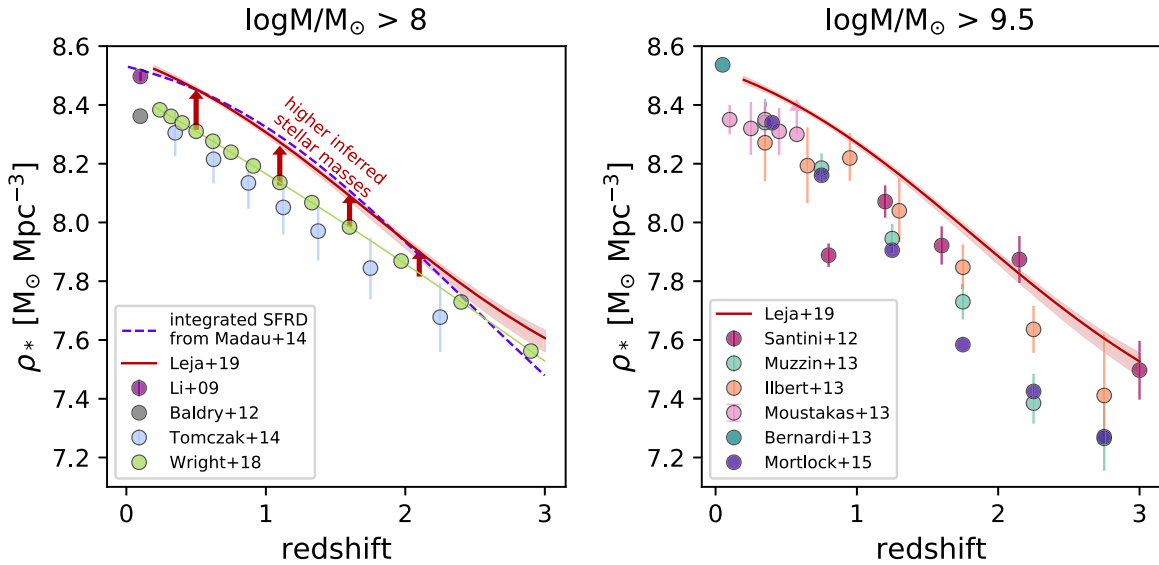 logM/M☉ > 8
8.6
8.4
8.2
8.0
7.8
7.6
7.4
7.2
ρ* [M☉ Mpc⁻³]
higher inferred
stellar masses
integrated SFRD
from Madau+14
Leja+19
Li+09
Baldry+12
Tomczak+14
Wright+18
0 1 2 3
redshift
logM/M☉ > 9.5
8.6
8.4
8.2
8.0
7.8
7.6
7.4
7.2
ρ* [M☉ Mpc⁻³]
Leja+19
Santini+12
Muzzin+13
Ilbert+13
Moustakas+13
Bernardi+13
Mortlock+15
0 1 2 3
redshift